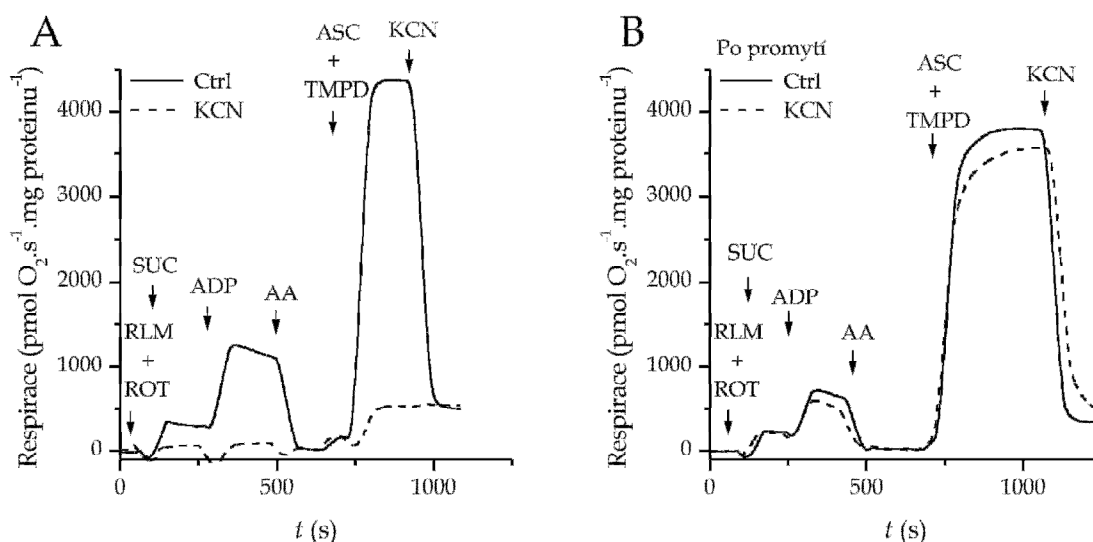 A
Respirace (pmol O₂.s⁻¹.mg proteinu⁻¹)
4000
3000
2000
1000
0
Ctrl
KCN
ASC
+
TMPD
KCN
SUC
ADP
AA
RLM
+
ROT
0
500
1000
t (s)
B
Respirace (pmol O₂.s⁻¹.mg proteinu⁻¹)
4000
3000
2000
1000
0
Po promytí
Ctrl
KCN
ASC
+
TMPD
KCN
SUC
ADP
AA
RLM
+
ROT
0
500
1000
t (s)